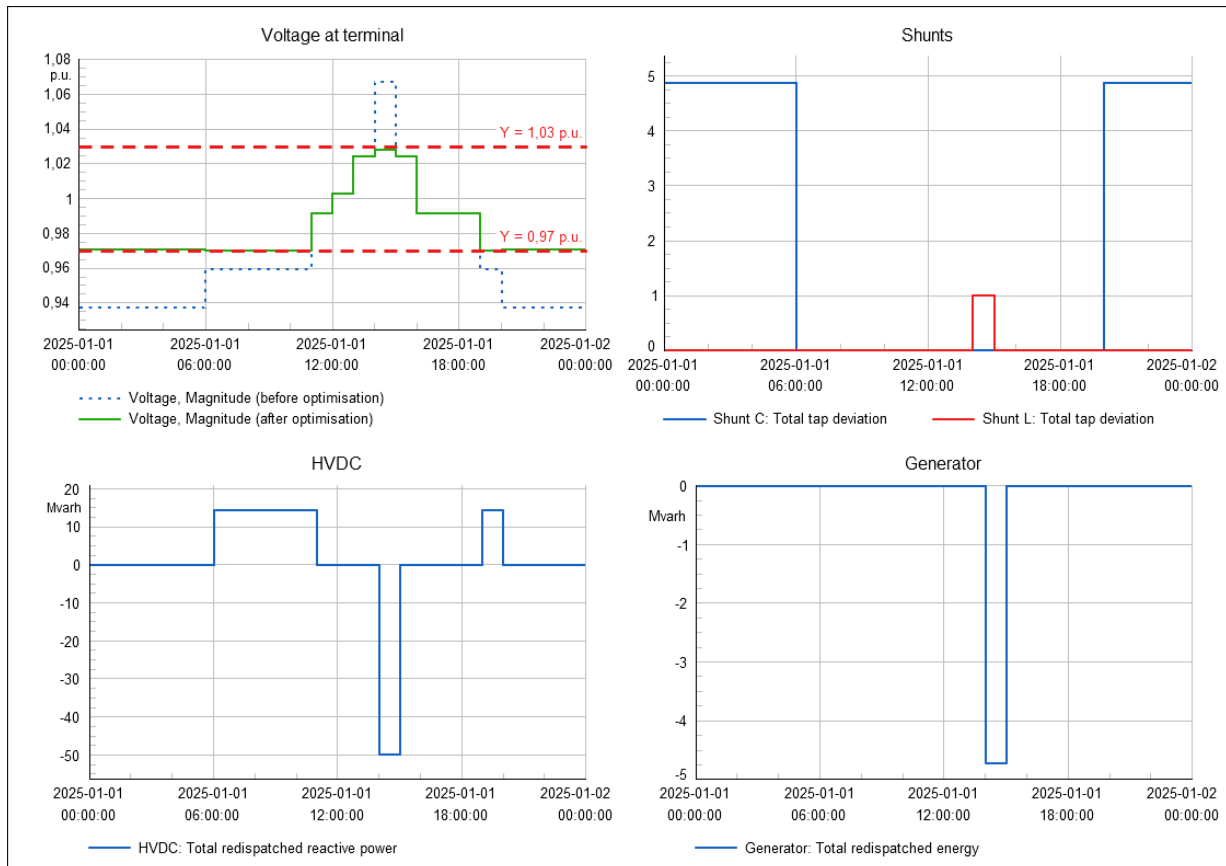 Voltage at terminal
1,08
p.u.
1,06
1,04
1,02
1
0,98
0,96
0,94
Y = 1,03 p.u.
Y = 0,97 p.u.
2025-01-01 2025-01-01 2025-01-01 2025-01-01 2025-01-02
00:00:00 06:00:00 12:00:00 18:00:00 00:00:00
Voltage, Magnitude (before optimisation)
Voltage, Magnitude (after optimisation)
Shunts
5
4
3
2
1
0
2025-01-01 2025-01-01 2025-01-01 2025-01-01 2025-01-02
00:00:00 06:00:00 12:00:00 18:00:00 00:00:00
Shunt C: Total tap deviation Shunt L: Total tap deviation
HVDC
20
Mvarh
10
0
-10
-20
-30
-40
-50
2025-01-01 2025-01-01 2025-01-01 2025-01-01 2025-01-02
00:00:00 06:00:00 12:00:00 18:00:00 00:00:00
HVDC: Total redispatched reactive power
Generator
0
Mvarh
-1
-2
-3
-4
-5
2025-01-01 2025-01-01 2025-01-01 2025-01-01 2025-01-02
00:00:00 06:00:00 12:00:00 18:00:00 00:00:00
Generator: Total redispatched energy